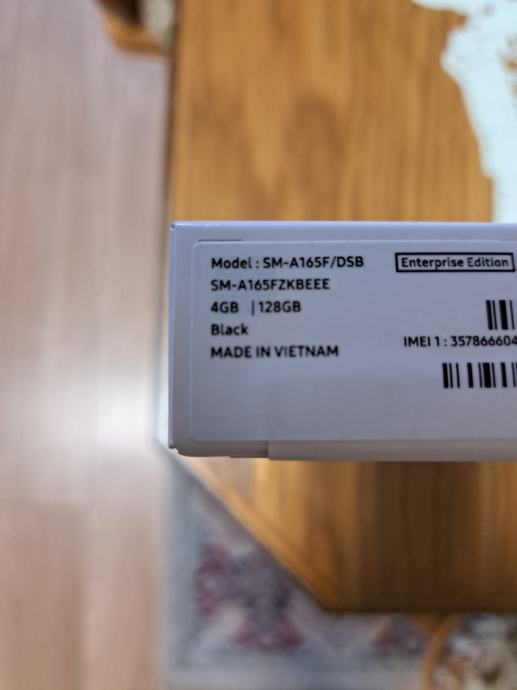 Model : SM-A165F/DSB
Enterprise Edition
SM-A165FZKBEEE
4GB | 128GB
Black
IMEI 1 : 357866604
MADE IN VIETNAM